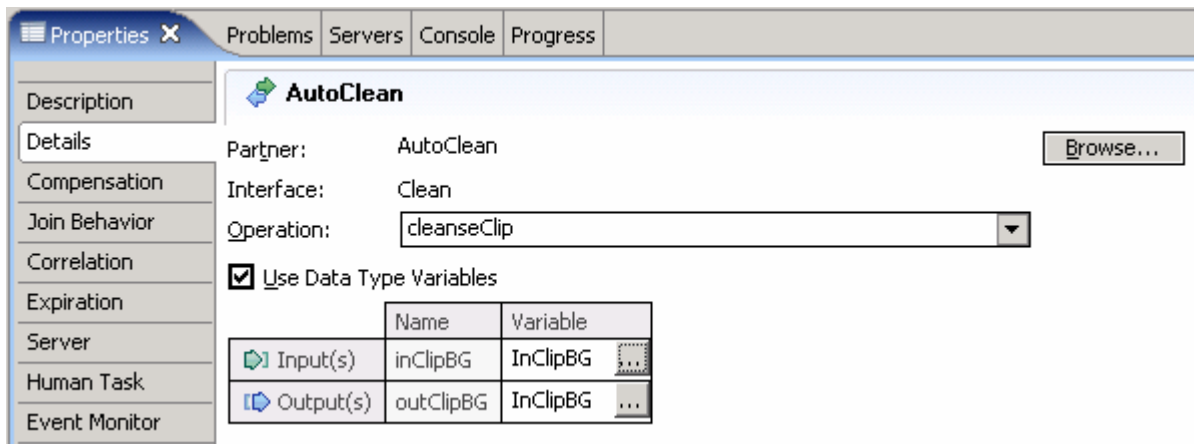 Properties Problems Servers Console Progress
AutoClean
Description
Details
Compensation
Join Behavior
Correlation
Expiration
Server
Human Task
Event Monitor
Partner: AutoClean Browse...
Interface: Clean
Operation: cleanseClip
Use Data Type Variables
Name Variable
Input(s) inClipBG InClipBG ...
Output(s) outClipBG InClipBG ...